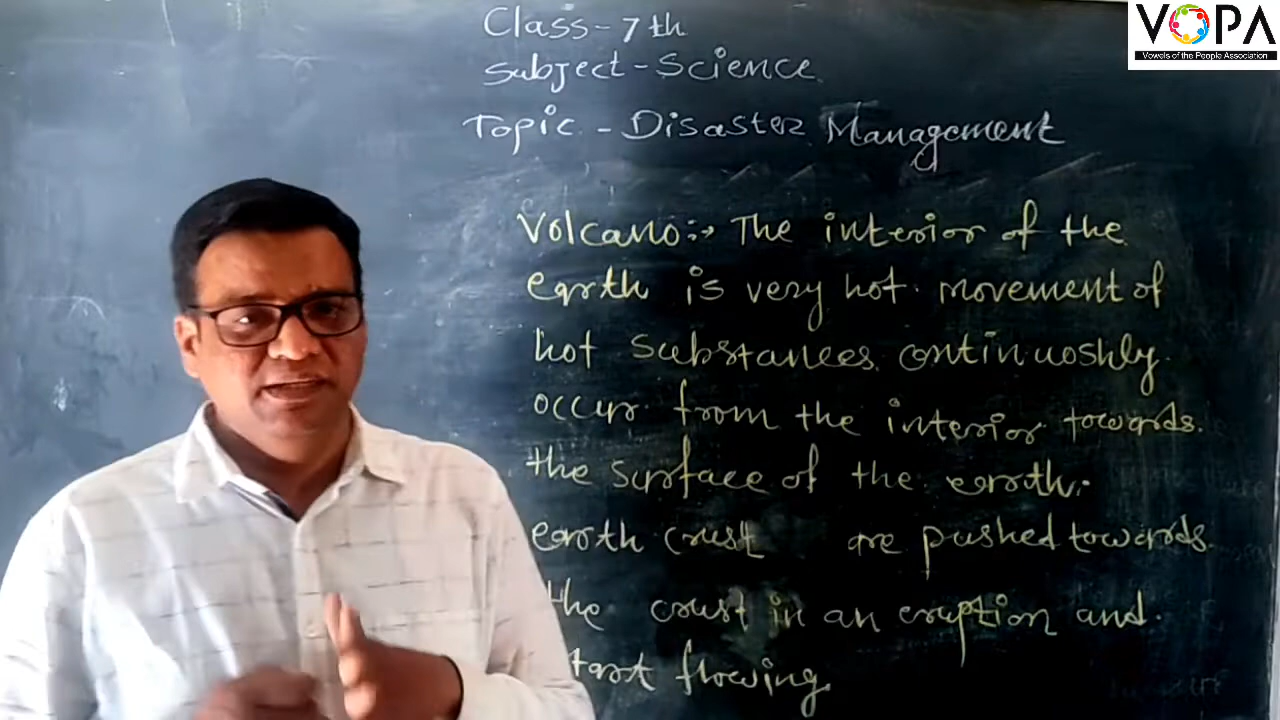 VOPA
Vowels of the People Association
Class-7th
Subject-Science
Topic - Disaster Management
Volcano:→ The interior of the
earth is very hot. Movement of
hot substances continuoshly
occur from the interior towards
the surface of the earth.
earth crust are pushed towards
the crust in an eruption and
start flowing